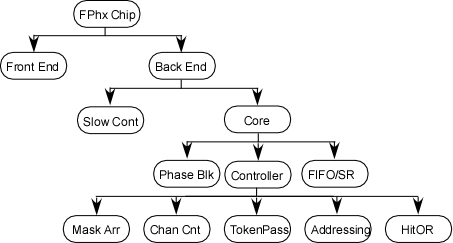 FPhx Chip
Front End
Back End
Slow Cont
Core
Phase Blk
Controller
FIFO/SR
Mask Arr
Chan Cnt
TokenPass
Addressing
HitOR